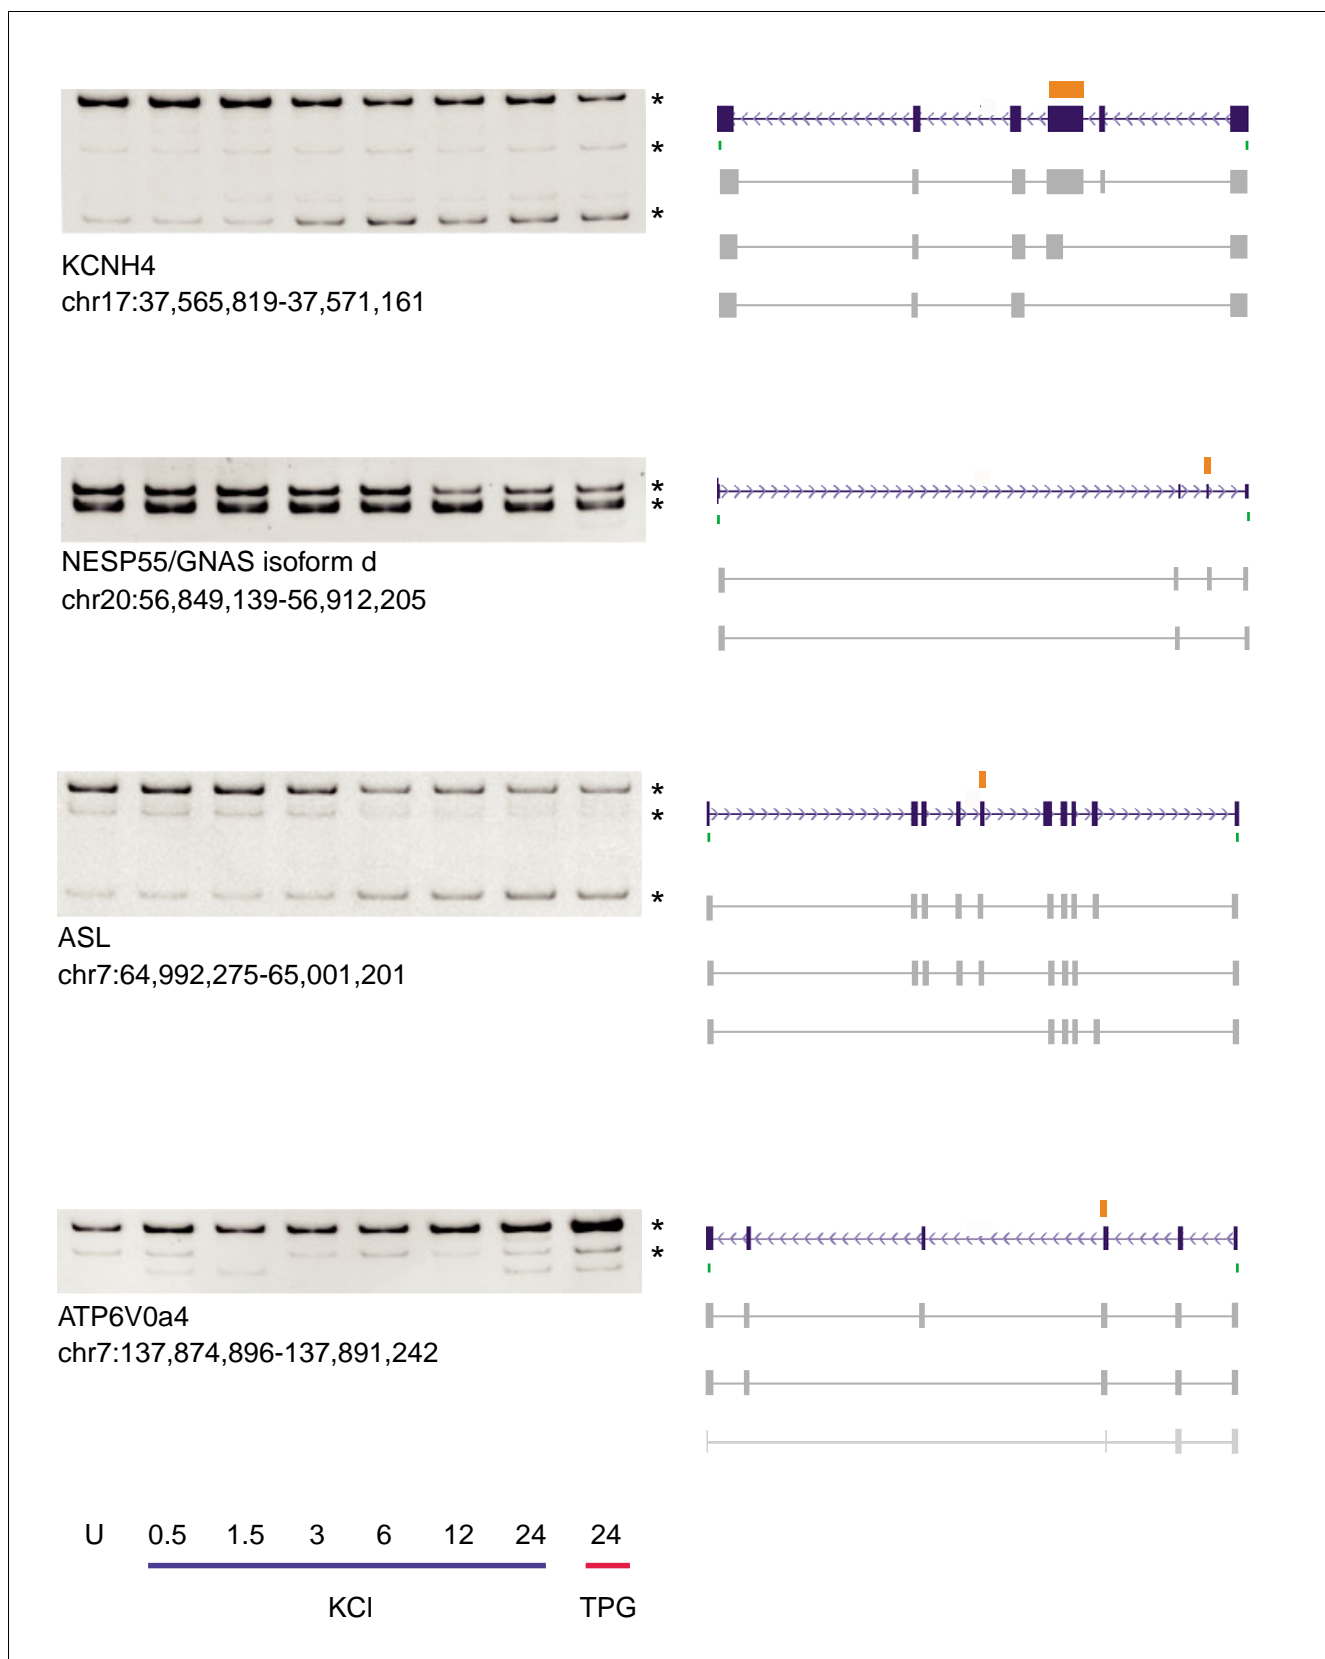 *
*
*
KCNH4
chr17:37,565,819-37,571,161
*
*
NESP55/GNAS isoform d
chr20:56,849,139-56,912,205
*
*
*
ASL
chr7:64,992,275-65,001,201
*
*
ATP6V0a4
chr7:137,874,896-137,891,242
U 0.5 1.5 3 6 12 24 24
KCl TPG